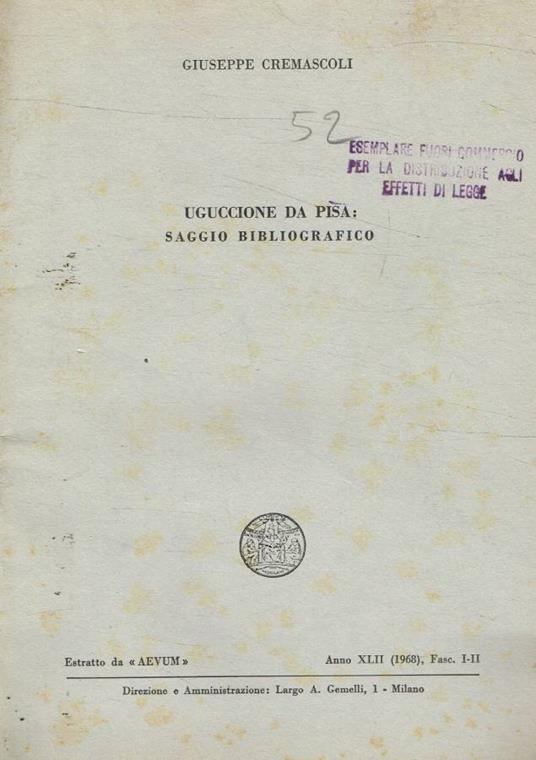 GIUSEPPE CREMASCOLI
52
ESEMPLARE FUORI COMMERCIO
PER LA DISTRIBUZIONE AGLI
EFFETTI DI LEGGE
UGUCCIONE DA PISA:
SAGGIO BIBLIOGRAFICO
Estratto da « AEVUM » Anno XLII (1968), Fasc. I-II
Direzione e Amministrazione: Largo A. Gemelli, 1 - Milano